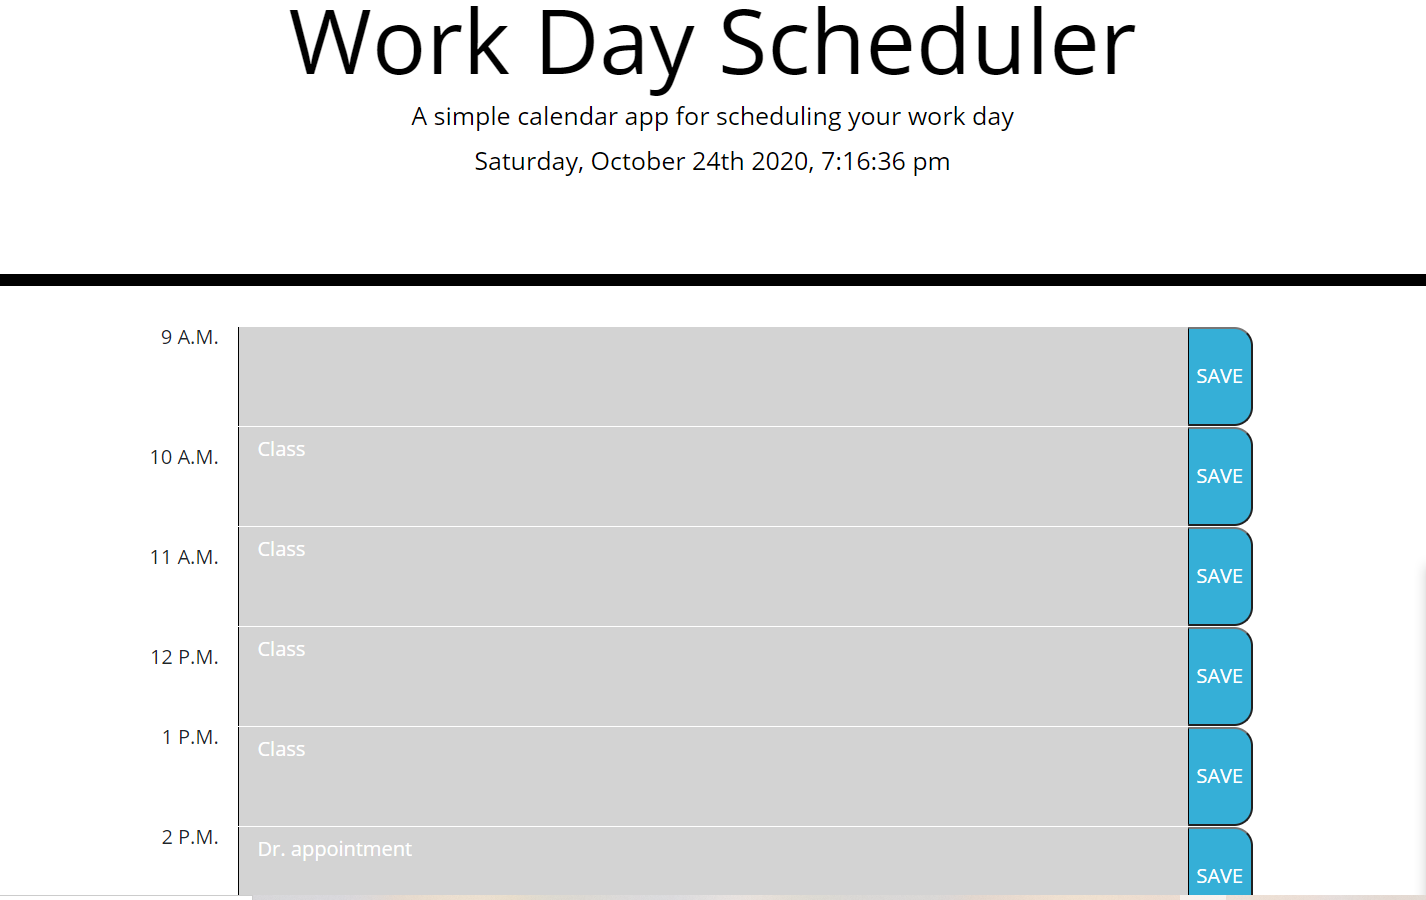 Work Day Scheduler
A simple calendar app for scheduling your work day
Saturday, October 24th 2020, 7:16:36 pm
9 A.M.
SAVE
10 A.M.
Class
SAVE
11 A.M.
Class
SAVE
12 P.M.
Class
SAVE
1 P.M.
Class
SAVE
2 P.M.
Dr. appointment
SAVE